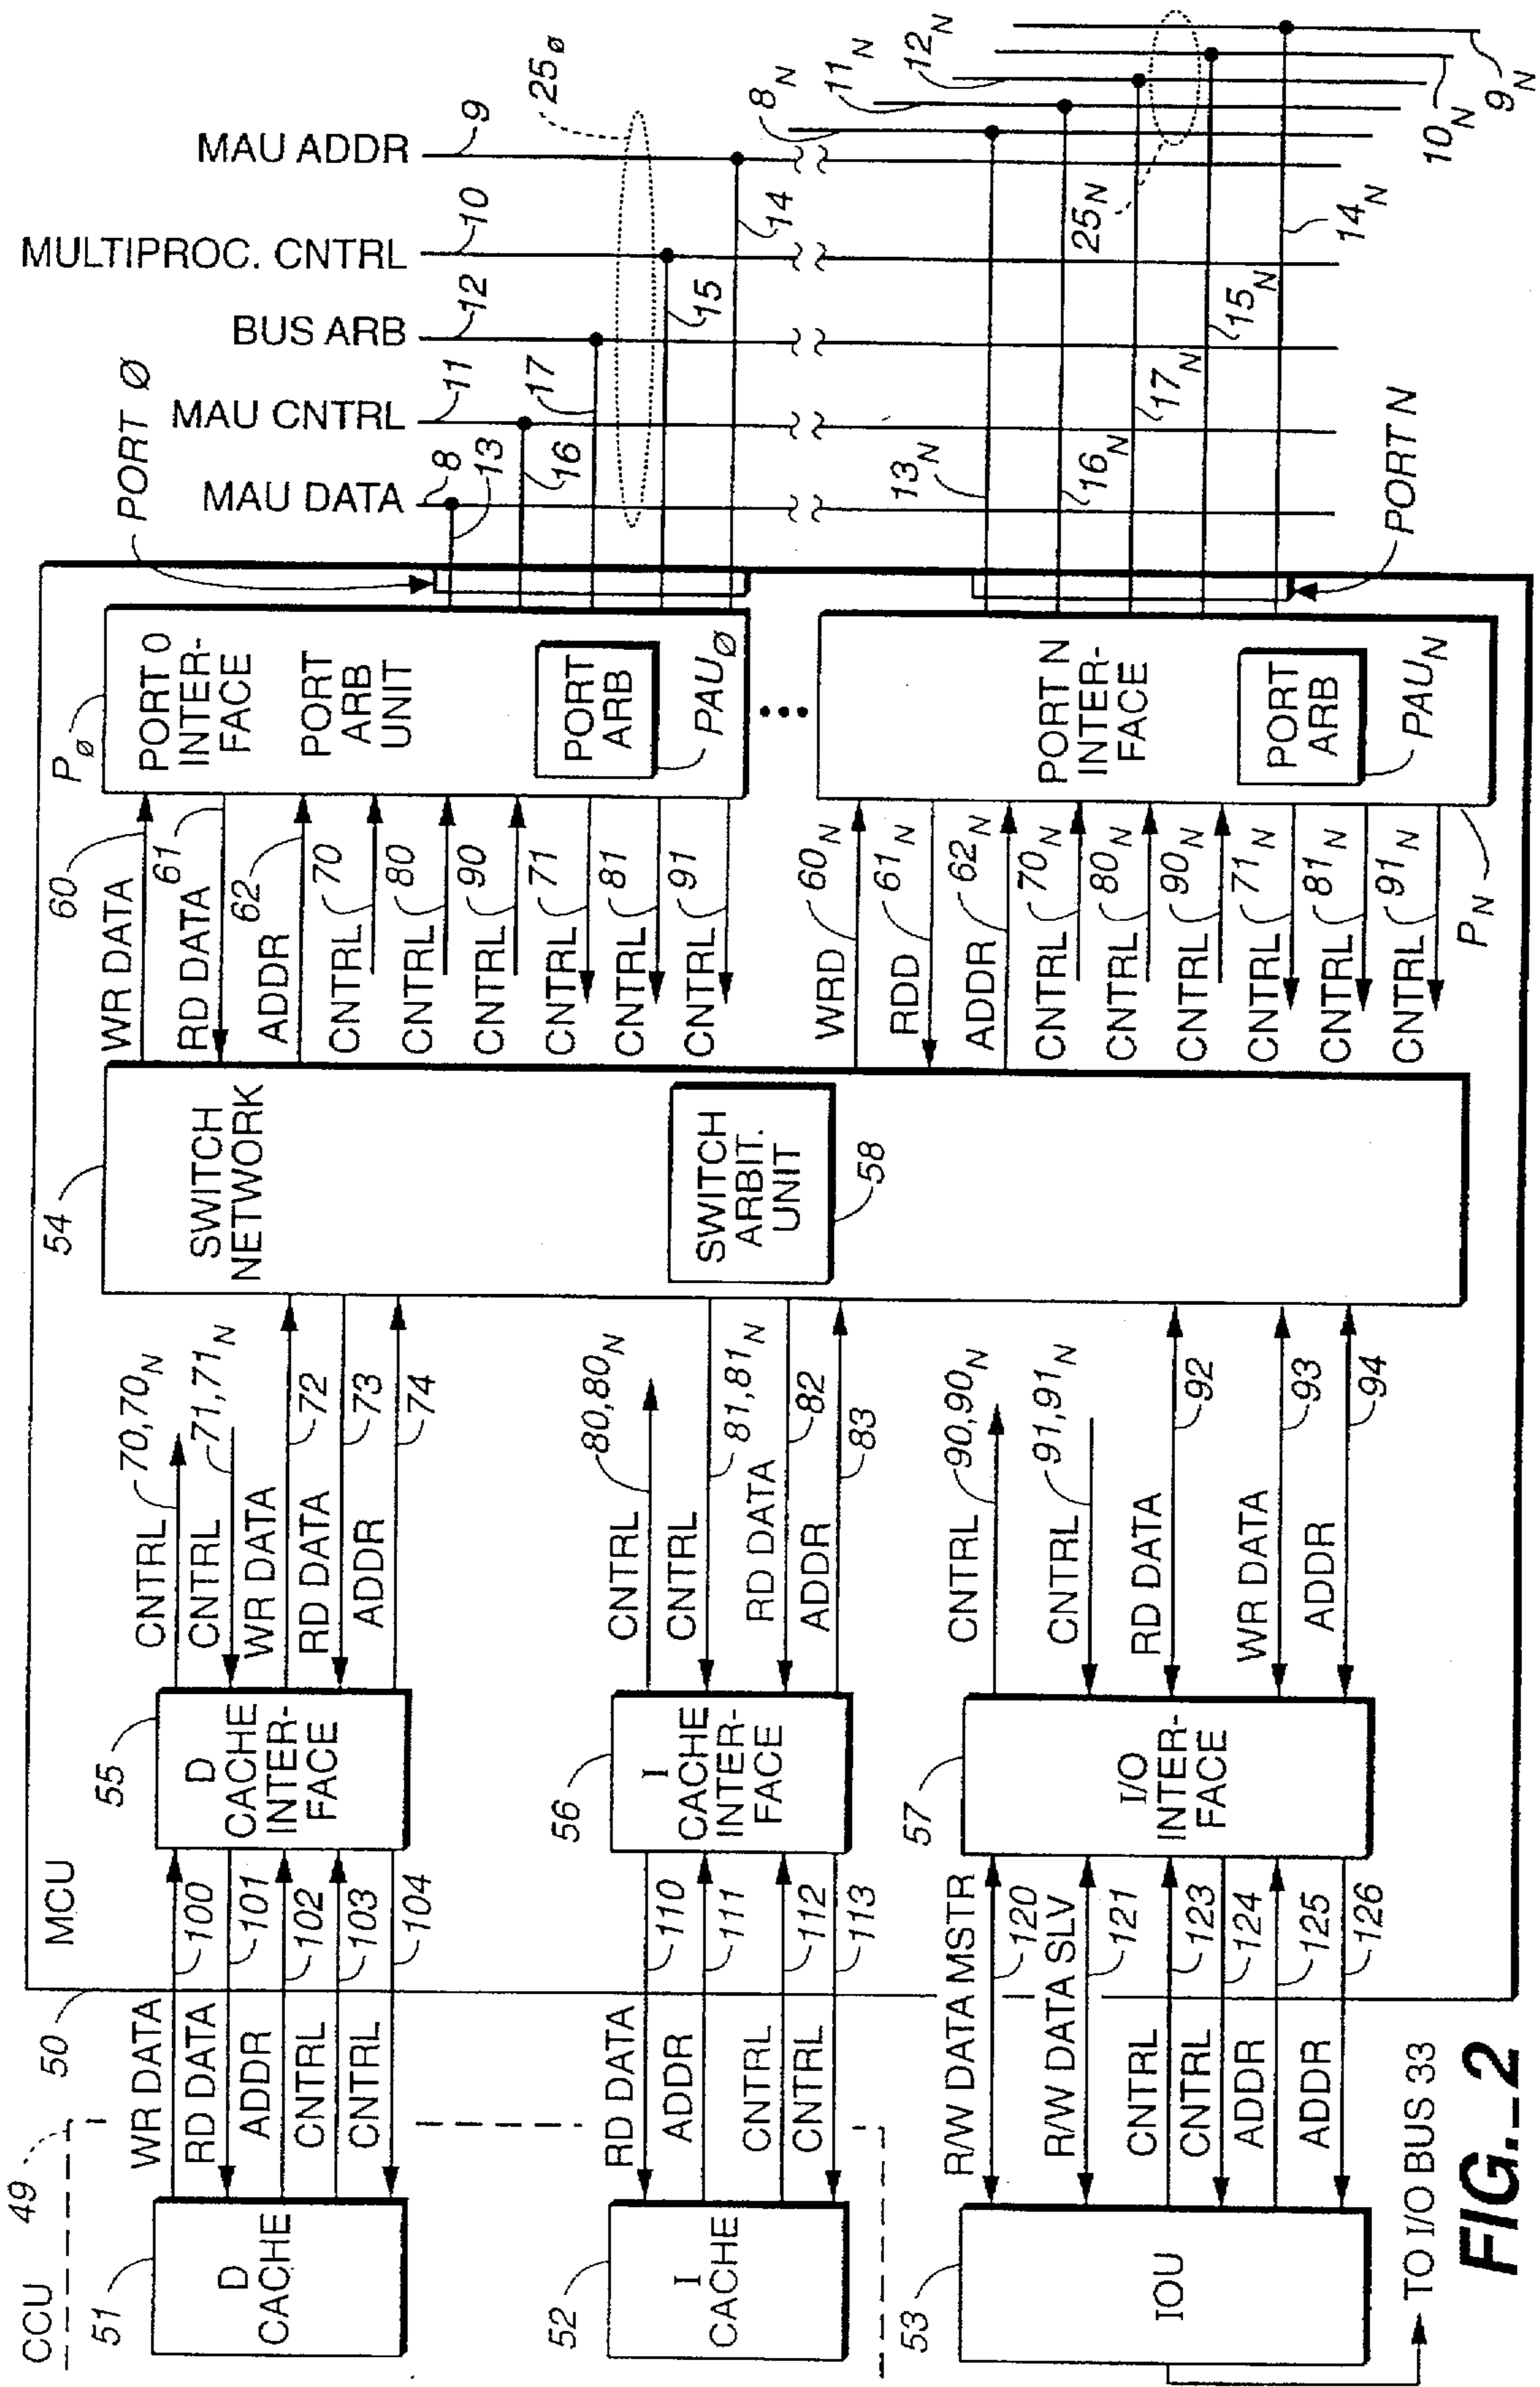 CCU
49
50
MCU
51
D
CACHE
WR DATA
100
RD DATA
101
ADDR
102
CNTRL
103
CNTRL
104
55
D
CACHE
INTER-
FACE
CNTRL
70,70N
CNTRL
71,71N
WR DATA
72
RD DATA
73
ADDR
74
52
I
CACHE
RD DATA
110
ADDR
111
CNTRL
112
CNTRL
113
56
I
CACHE
INTER-
FACE
CNTRL
80,80N
CNTRL
81,81N
RD DATA
82
ADDR
83
53
IOU
R/W DATA MSTR
120
R/W DATA SLV
121
CNTRL
123
CNTRL
124
ADDR
125
ADDR
126
57
I/O
INTER-
FACE
CNTRL
90,90N
CNTRL
91,91N
RD DATA
92
WR DATA
93
ADDR
94
TO I/O BUS 33
54
SWITCH
NETWORK
SWITCH
ARBIT.
UNIT
58
WR DATA
60
RD DATA
61
ADDR
62
CNTRL
70
CNTRL
80
CNTRL
90
CNTRL
71
CNTRL
81
CNTRL
91
WRD
60N
RDD
61N
ADDR
62N
CNTRL
70N
CNTRL
80N
CNTRL
90N
CNTRL
71N
CNTRL
81N
CNTRL
91N
PØ
PORT 0
INTER-
FACE
PORT
ARB
UNIT
PORT
ARB
PAUØ
PORT N
INTER-
FACE
PORT
ARB
PAUN
PN
PORT Ø
PORT N
MAU DATA
8
MAU CNTRL
11
BUS ARB
12
MULTIPROC. CNTRL
10
MAU ADDR
9
13
16
17
15
14
25Ø
13N
16N
17N
15N
14N
25N
8N
11N
12N
10N
9N
FIG._2